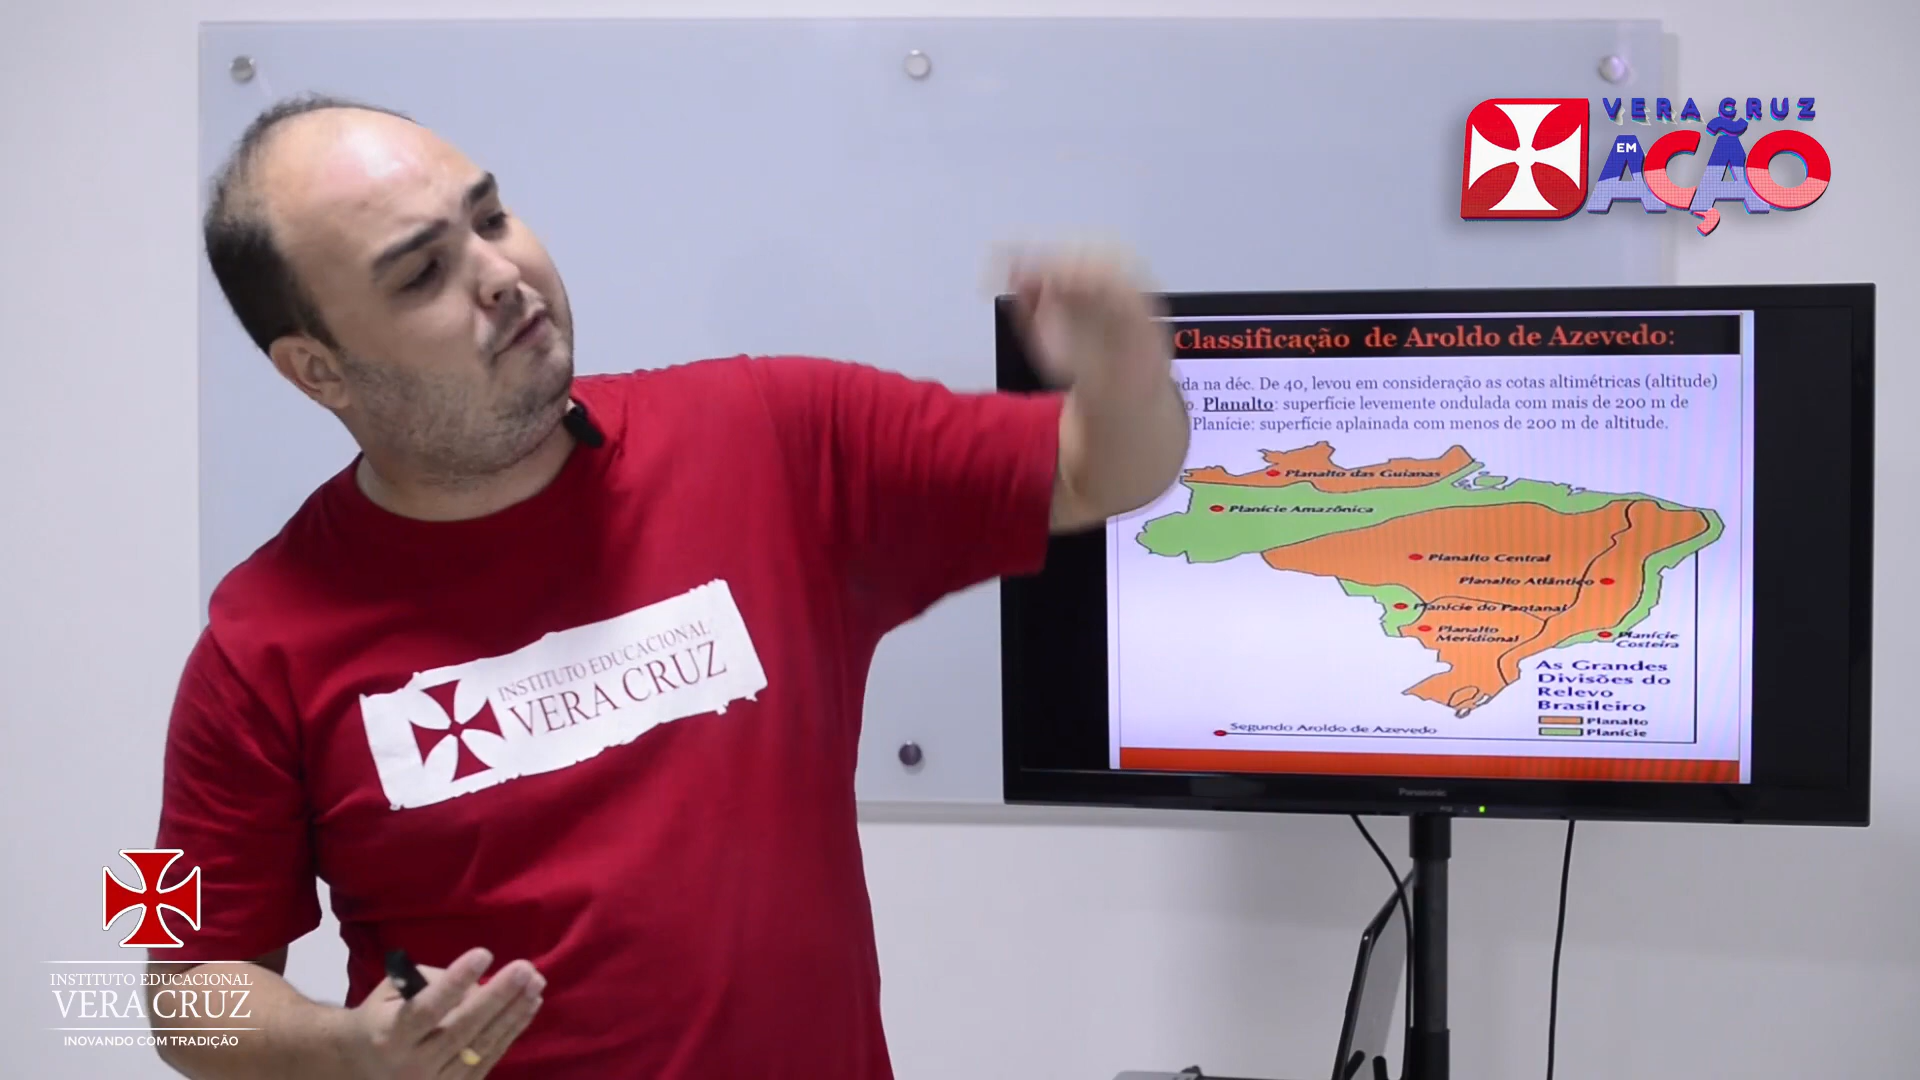 VERA CRUZ
EM
AÇÃO
Classificação de Aroldo de Azevedo:
da na déc. De 40, levou em consideração as cotas altimétricas (altitude)
o. Planalto: superfície levemente ondulada com mais de 200 m de
Planície: superfície aplainada com menos de 200 m de altitude.
Planalto das Guianas
Planície Amazônica
Planalto Central
Planalto Atlântico
Planície do Pantanal
Planalto
Meridional
Planície
Costeira
As Grandes
Divisões do
Relevo
Brasileiro
Planalto
Planície
Segundo Aroldo de Azevedo
Panasonic
INSTITUTO EDUCACIONAL
VERA CRUZ
INSTITUTO EDUCACIONAL
VERA CRUZ
INOVANDO COM TRADIÇÃO